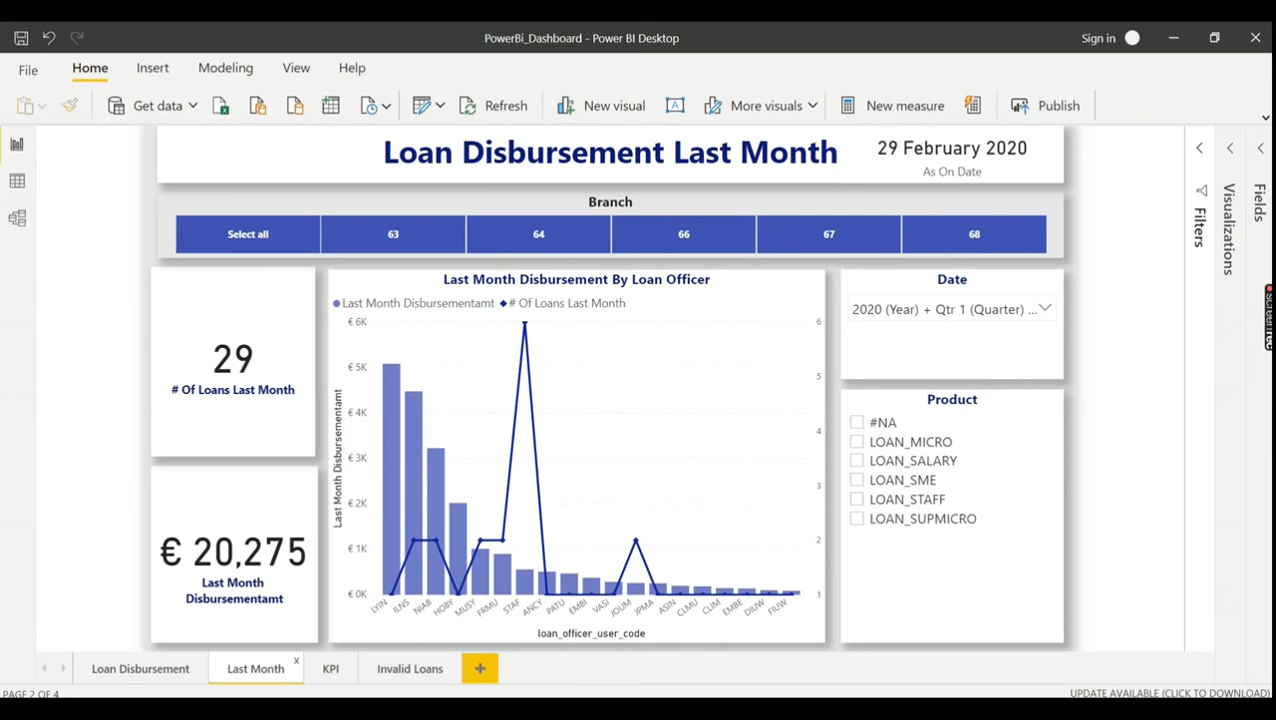 PowerBi_Dashboard - Power BI Desktop
Sign in
File
Home
Insert
Modeling
View
Help
Get data
Refresh
New visual
More visuals
New measure
Publish
Loan Disbursement Last Month
29 February 2020
As On Date
Branch
Select all
63
64
66
67
68
29
# Of Loans Last Month
€ 20,275
Last Month
Disbursementamt
Last Month Disbursement By Loan Officer
Last Month Disbursementamt
# Of Loans Last Month
Last Month Disbursementamt
€ 6K
€ 5K
€ 4K
€ 3K
€ 2K
€ 1K
€ 0K
6
5
4
3
2
1
LYIN
ILNS
NIAB
HOBY
MUSY
FRMU
STAF
ANCY
PATU
EMBI
VASI
JOUM
JPMA
ASIN
CLMU
CLIM
EMBE
DIUW
FIUW
loan_officer_user_code
Date
2020 (Year) + Qtr 1 (Quarter) ...
Product
#NA
LOAN_MICRO
LOAN_SALARY
LOAN_SME
LOAN_STAFF
LOAN_SUPMICRO
Filters
Visualizations
Fields
screenrec
Loan Disbursement
Last Month
x
KPI
Invalid Loans
+
PAGE 2 OF 4
UPDATE AVAILABLE (CLICK TO DOWNLOAD)